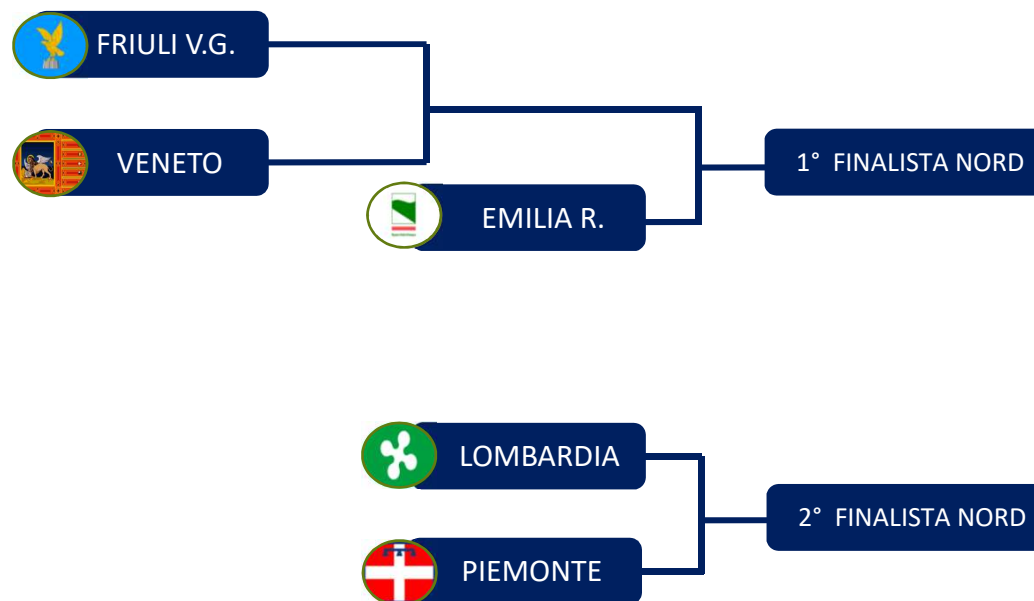 FRIULI V.G.
VENETO
1° FINALISTA NORD
EMILIA R.
LOMBARDIA
2° FINALISTA NORD
PIEMONTE